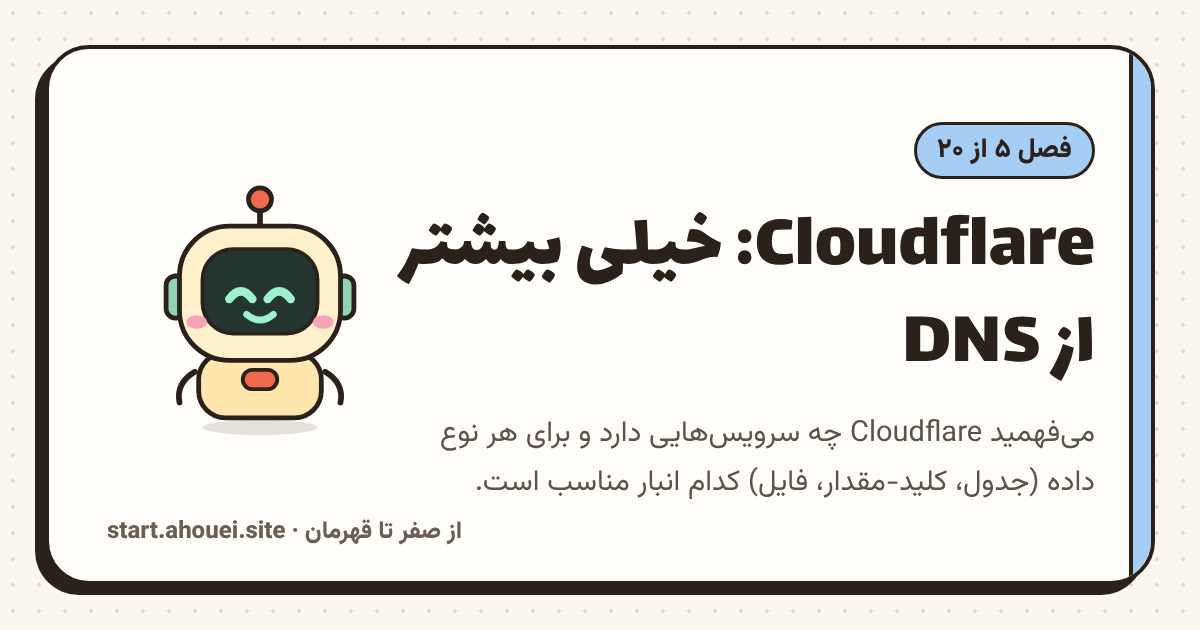 فصل ۵ از ۲۰
Cloudflare: خیلی بیشتر
از DNS
می‌فهمید Cloudflare چه سرویس‌هایی دارد و برای هر نوع
داده (جدول، کلید-مقدار، فایل) کدام انبار مناسب است.
از صفر تا قهرمان · start.ahouei.site